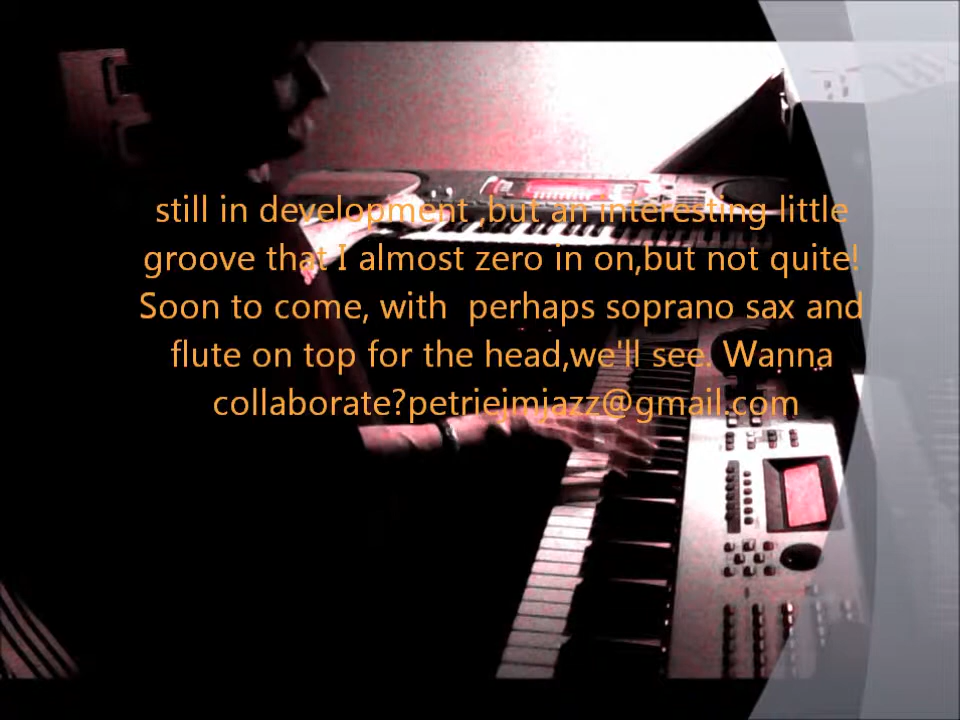 still in development ,but an interesting little
groove that I almost zero in on,but not quite!
Soon to come, with  perhaps soprano sax and
flute on top for the head,we'll see. Wanna
collaborate?petriejmjazz@gmail.com